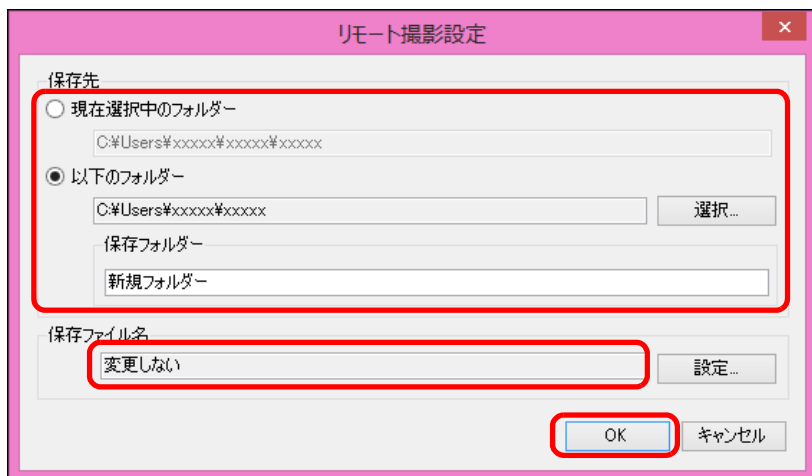 リモート撮影設定
保存先
現在選択中のフォルダー
C:¥Users¥xxxxx¥xxxxx¥xxxxx
以下のフォルダー
C:¥Users¥xxxxx¥xxxxx
選択...
保存フォルダー
新規フォルダー
保存ファイル名
変更しない
設定...
OK キャンセル